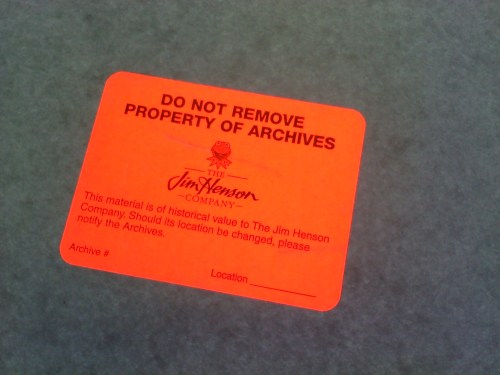 DO NOT REMOVE
PROPERTY OF ARCHIVES
THE
Jim Henson
COMPANY
This material is of historical value to The Jim Henson
Company. Should its location be changed, please
notify the Archives.
Archive #
Location